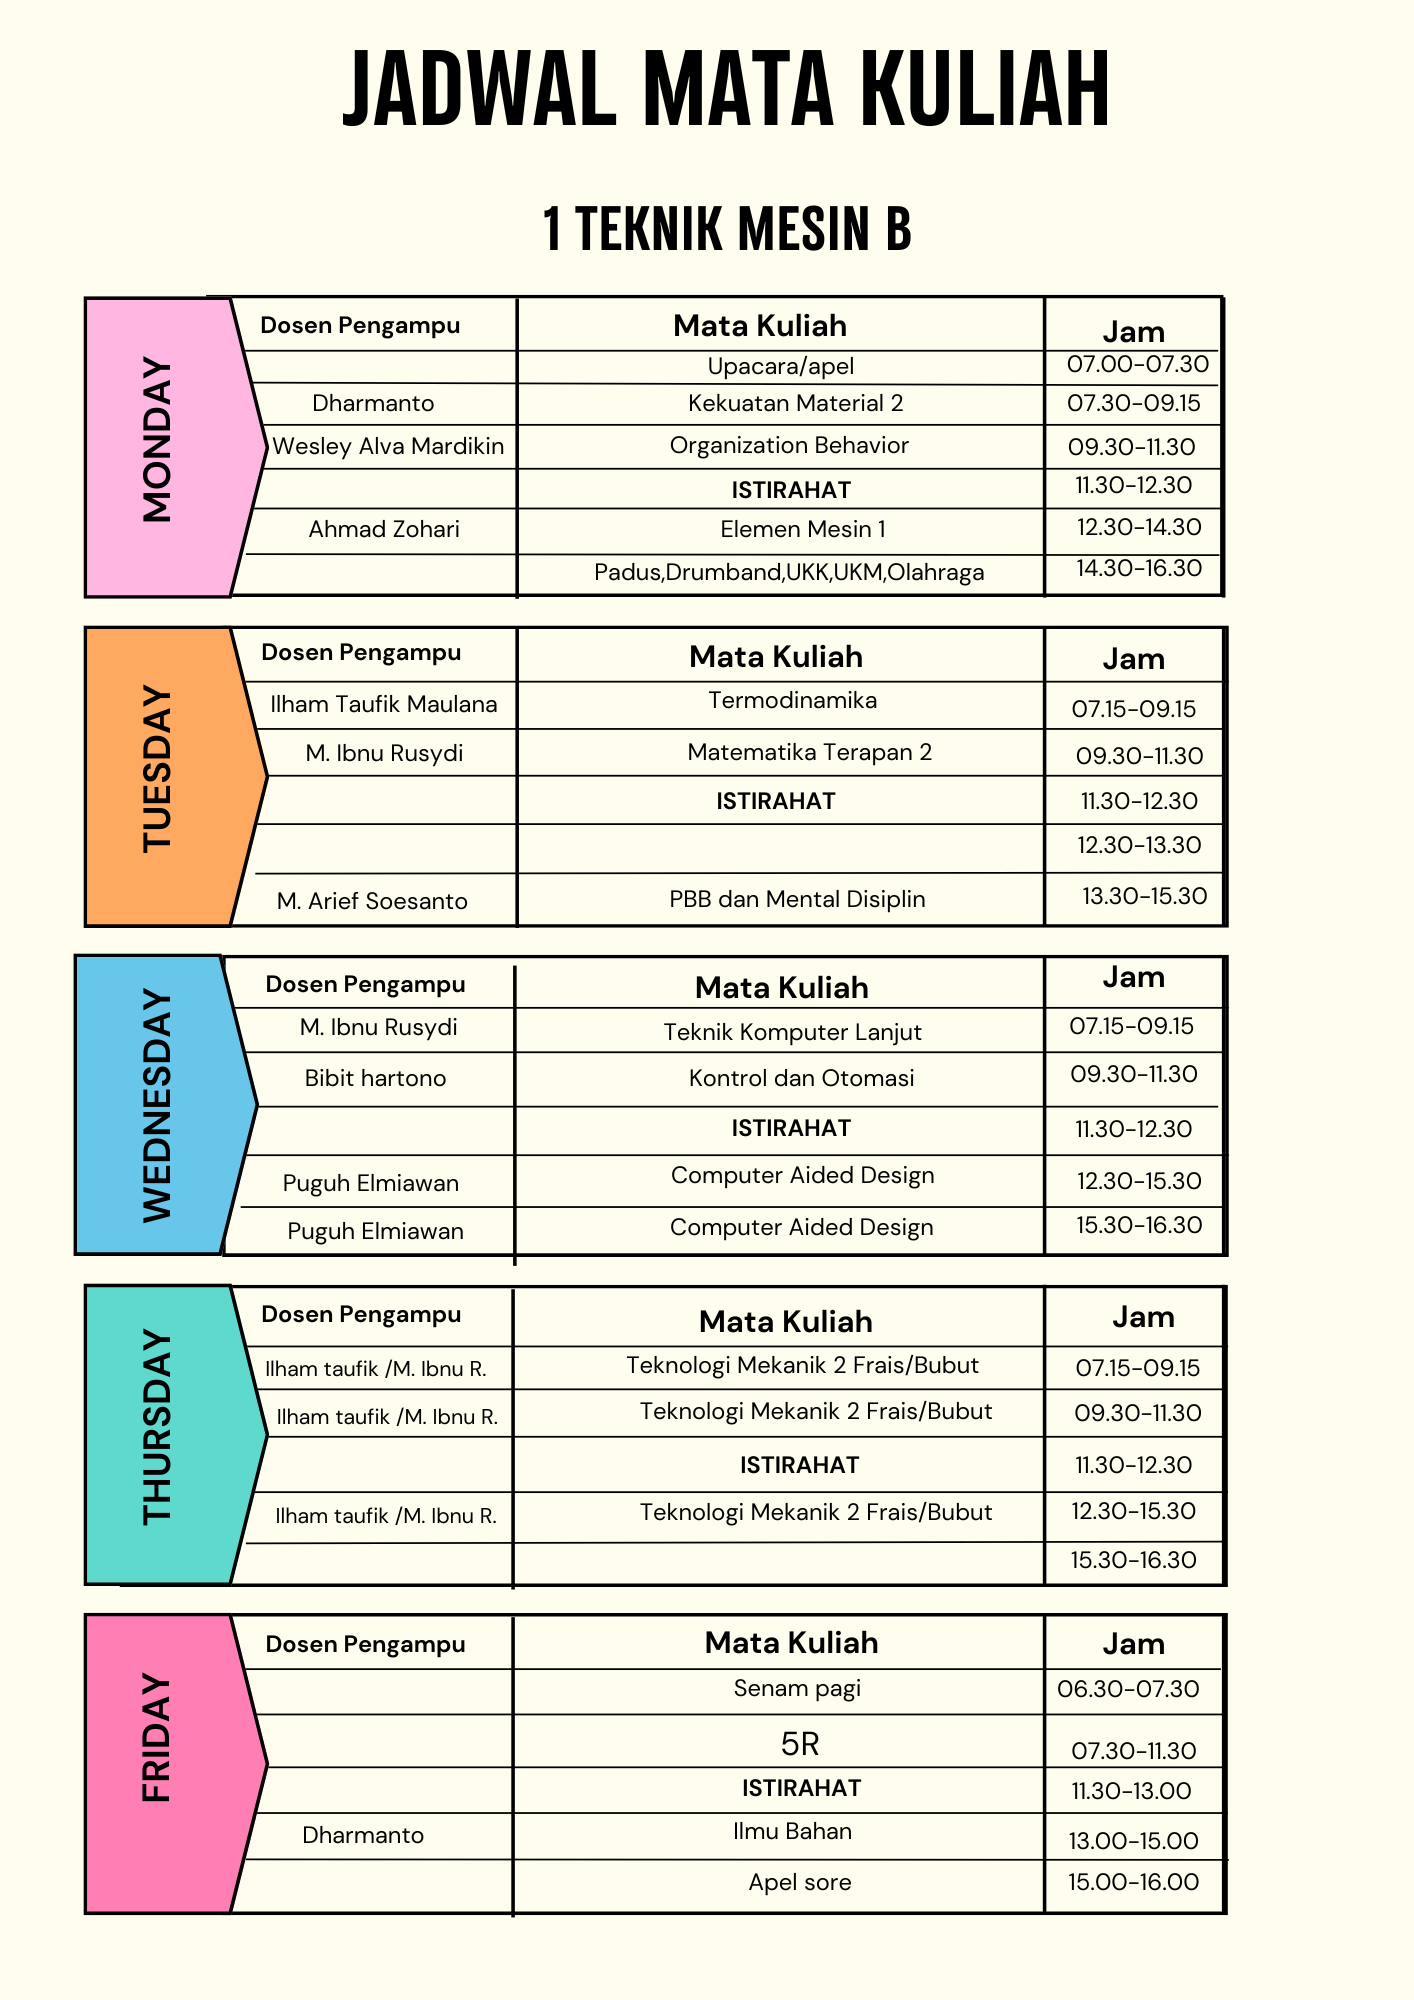 JADWAL MATA KULIAH
1 TEKNIK MESIN B
MONDAY
Dosen Pengampu Mata Kuliah Jam
Upacara/apel 07.00-07.30
Dharmanto Kekuatan Material 2 07.30-09.15
Wesley Alva Mardikin Organization Behavior 09.30-11.30
ISTIRAHAT 11.30-12.30
Ahmad Zohari Elemen Mesin 1 12.30-14.30
Padus,Drumband,UKK,UKM,Olahraga 14.30-16.30
TUESDAY
Dosen Pengampu Mata Kuliah Jam
Ilham Taufik Maulana Termodinamika 07.15-09.15
M. Ibnu Rusydi Matematika Terapan 2 09.30-11.30
ISTIRAHAT 11.30-12.30
12.30-13.30
M. Arief Soesanto PBB dan Mental Disiplin 13.30-15.30
WEDNESDAY
Dosen Pengampu Mata Kuliah Jam
M. Ibnu Rusydi Teknik Komputer Lanjut 07.15-09.15
Bibit hartono Kontrol dan Otomasi 09.30-11.30
ISTIRAHAT 11.30-12.30
Puguh Elmiawan Computer Aided Design 12.30-15.30
Puguh Elmiawan Computer Aided Design 15.30-16.30
THURSDAY
Dosen Pengampu Mata Kuliah Jam
Ilham taufik /M. Ibnu R. Teknologi Mekanik 2 Frais/Bubut 07.15-09.15
Ilham taufik /M. Ibnu R. Teknologi Mekanik 2 Frais/Bubut 09.30-11.30
ISTIRAHAT 11.30-12.30
Ilham taufik /M. Ibnu R. Teknologi Mekanik 2 Frais/Bubut 12.30-15.30
15.30-16.30
FRIDAY
Dosen Pengampu Mata Kuliah Jam
Senam pagi 06.30-07.30
5R 07.30-11.30
ISTIRAHAT 11.30-13.00
Dharmanto Ilmu Bahan 13.00-15.00
Apel sore 15.00-16.00